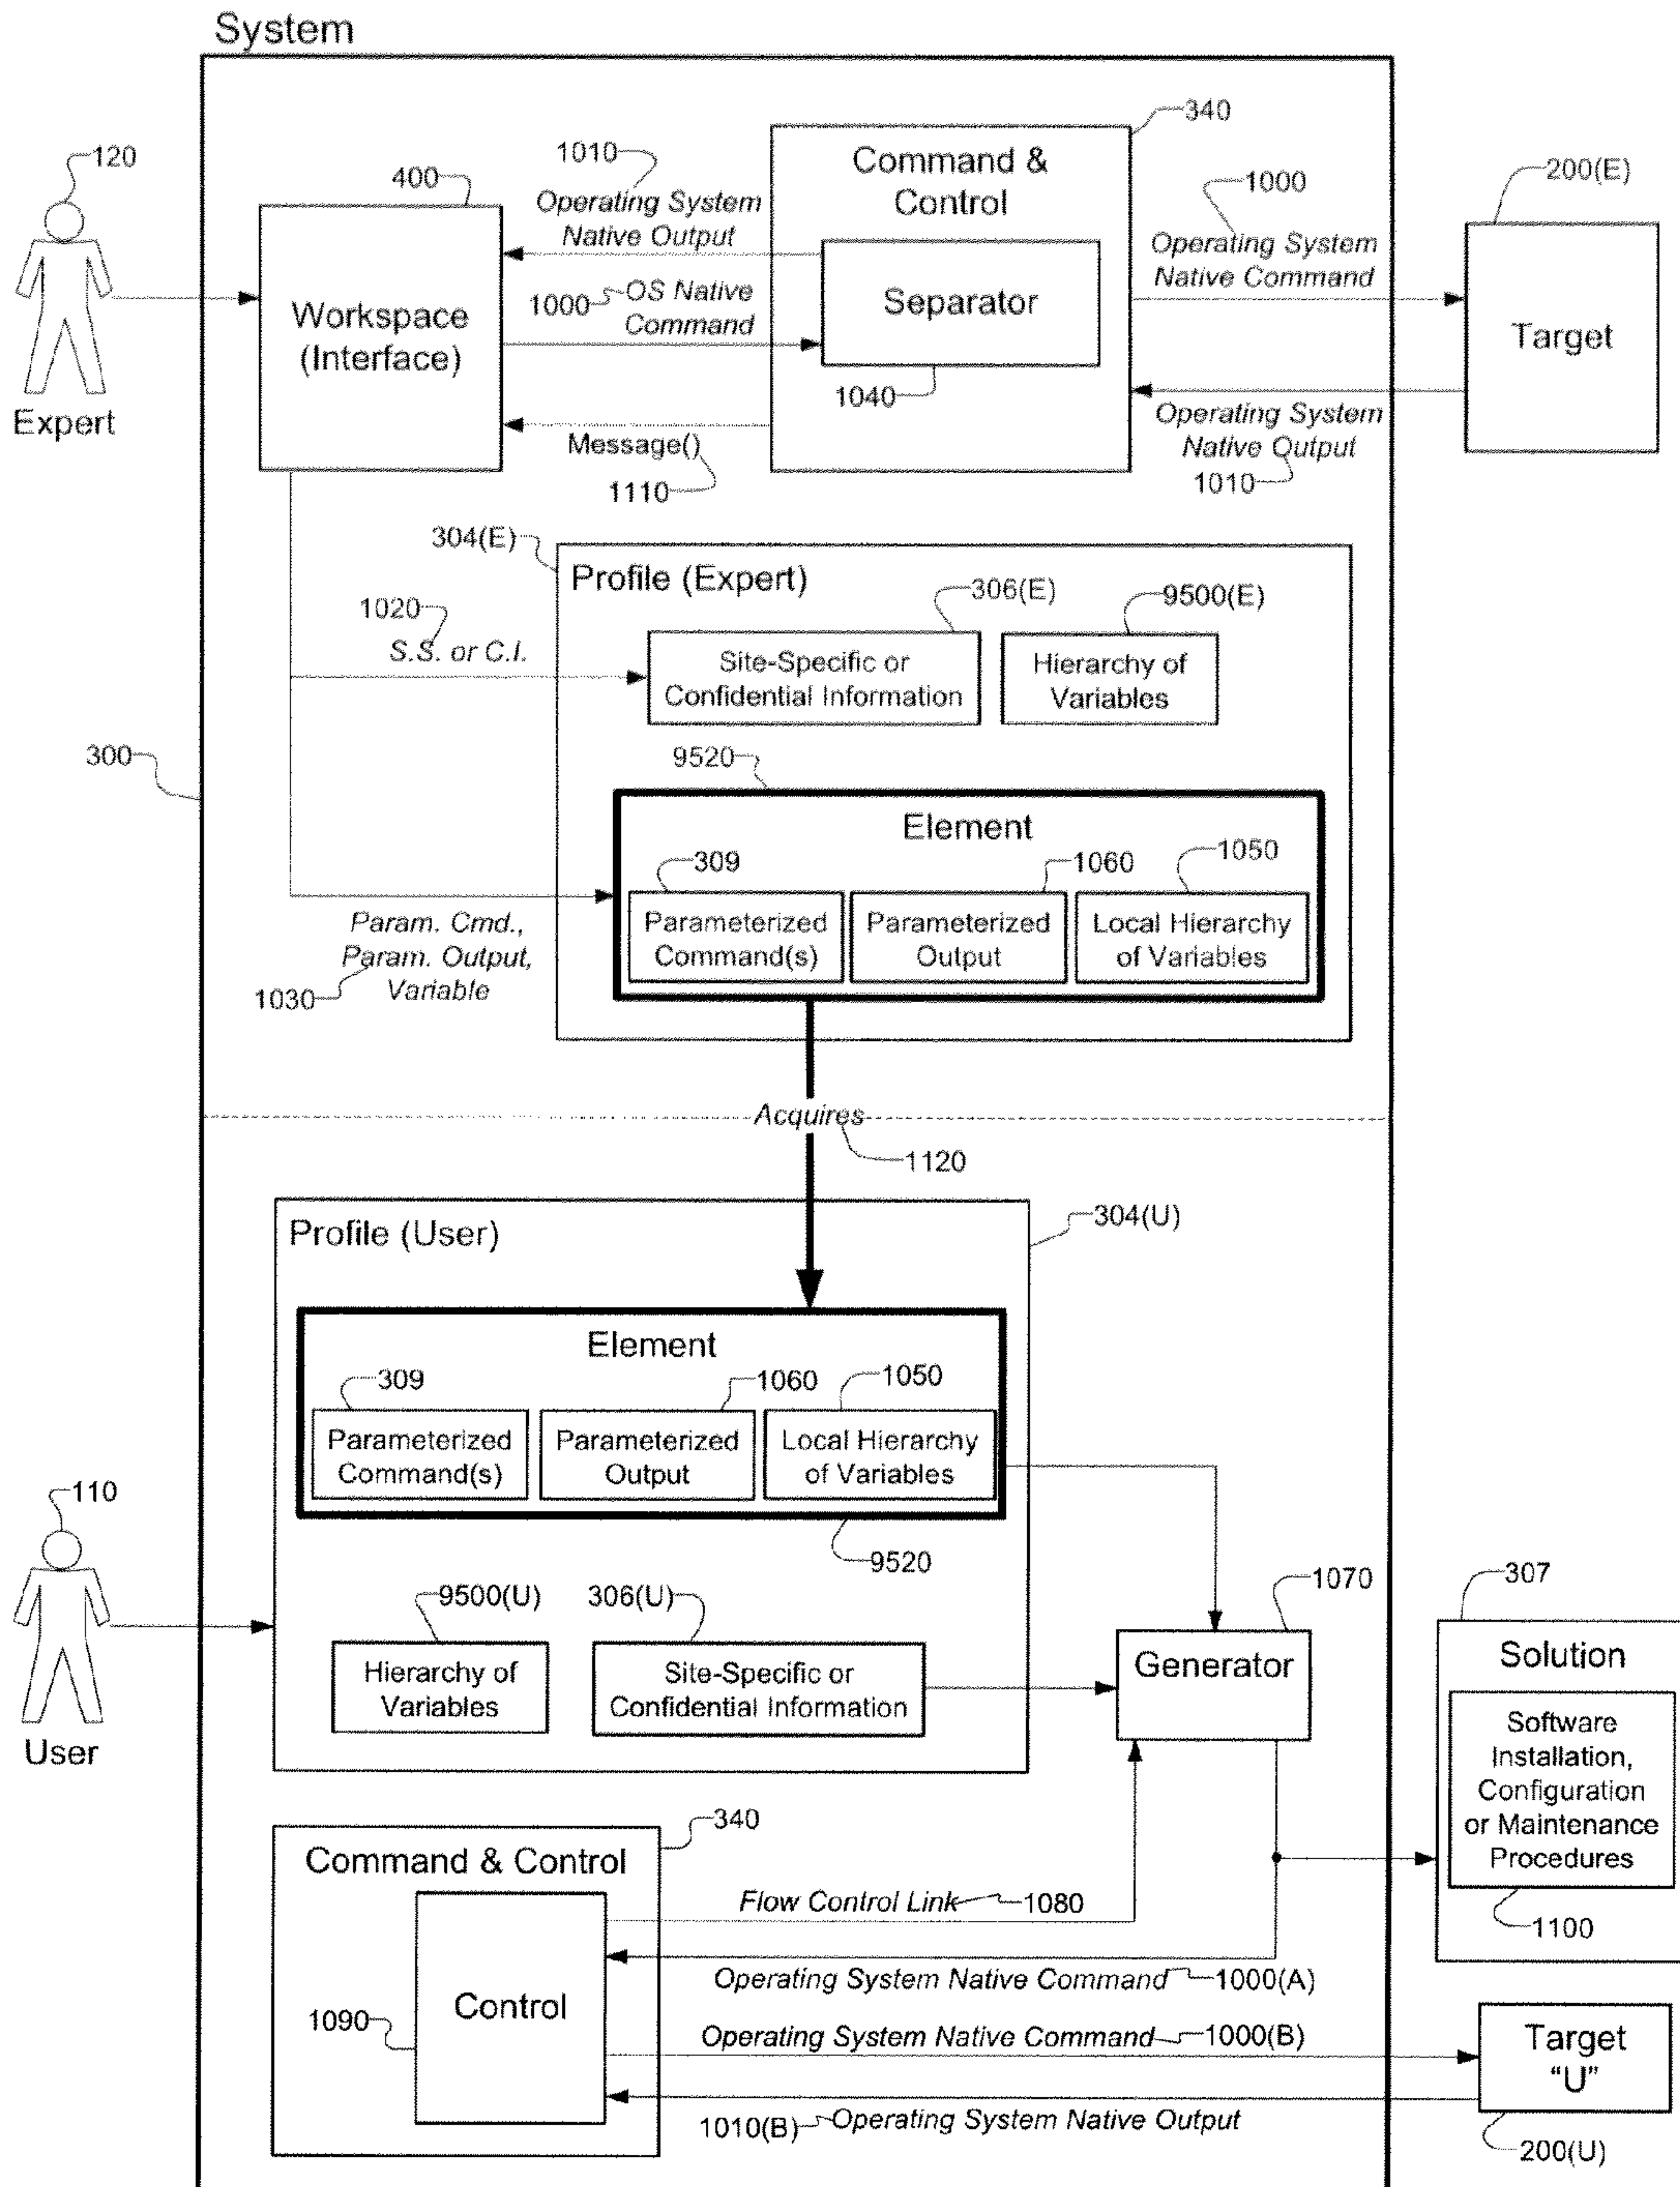 System
120
Expert
400
Workspace
(Interface)
1010
Operating System
Native Output
1000
OS Native
Command
Message()
1110
340
Command &
Control
Separator
1040
1000
Operating System
Native Command
Operating System
Native Output
1010
200(E)
Target
304(E)
Profile (Expert)
306(E)
9500(E)
1020
S.S. or C.I.
Site-Specific or
Confidential Information
Hierarchy of
Variables
300
9520
Element
309
1060
1050
Parameterized
Command(s)
Parameterized
Output
Local Hierarchy
of Variables
Param. Cmd.,
Param. Output,
Variable
1030
Acquires
1120
304(U)
Profile (User)
Element
309
1060
1050
Parameterized
Command(s)
Parameterized
Output
Local Hierarchy
of Variables
9520
110
User
9500(U)
306(U)
Hierarchy of
Variables
Site-Specific or
Confidential Information
1070
Generator
307
Solution
Software
Installation,
Configuration
or Maintenance
Procedures
1100
340
Command & Control
Flow Control Link
1080
Operating System Native Command
1000(A)
1090
Control
Operating System Native Command
1000(B)
1010(B)
Operating System Native Output
Target
“U”
200(U)